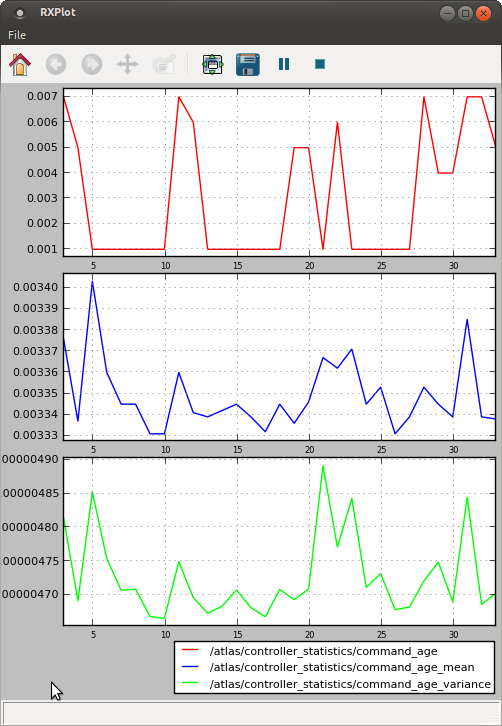 RXPlot
File
0.007
0.006
0.005
0.004
0.003
0.002
0.001
5 10 15 20 25 30
0.00340
0.00339
0.00338
0.00337
0.00336
0.00335
0.00334
0.00333
5 10 15 20 25 30
00000490
00000485
00000480
00000475
00000470
5 10 15 20 25 30
/atlas/controller_statistics/command_age
/atlas/controller_statistics/command_age_mean
/atlas/controller_statistics/command_age_variance